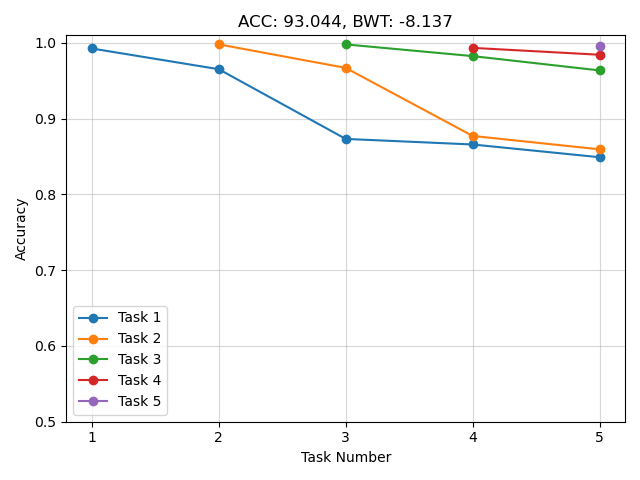 ACC: 93.044, BWT: -8.137
Accuracy
1.0
0.9
0.8
0.7
0.6
0.5
Task 1
Task 2
Task 3
Task 4
Task 5
1 2 3 4 5
Task Number